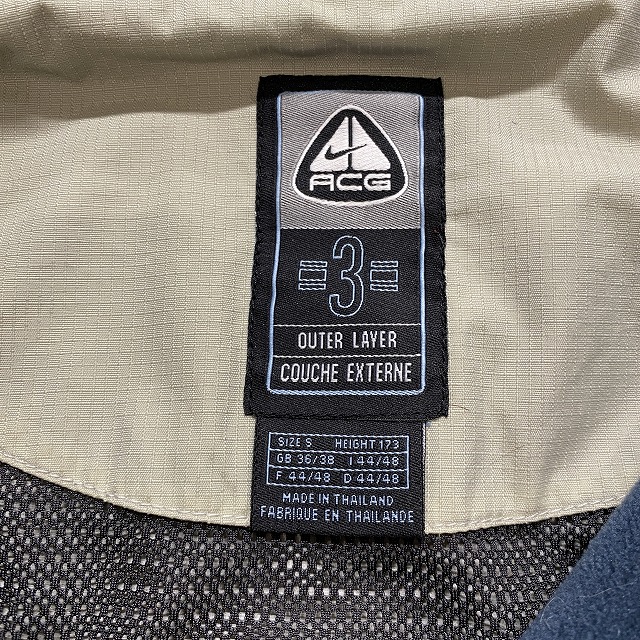 ACG
3
OUTER LAYER
COUCHE EXTERNE
SIZE S HEIGHT 173
GB 36/38 I 44/48
F 44/48 D 44/48
MADE IN THAILAND
FABRIQUE EN THAILANDE